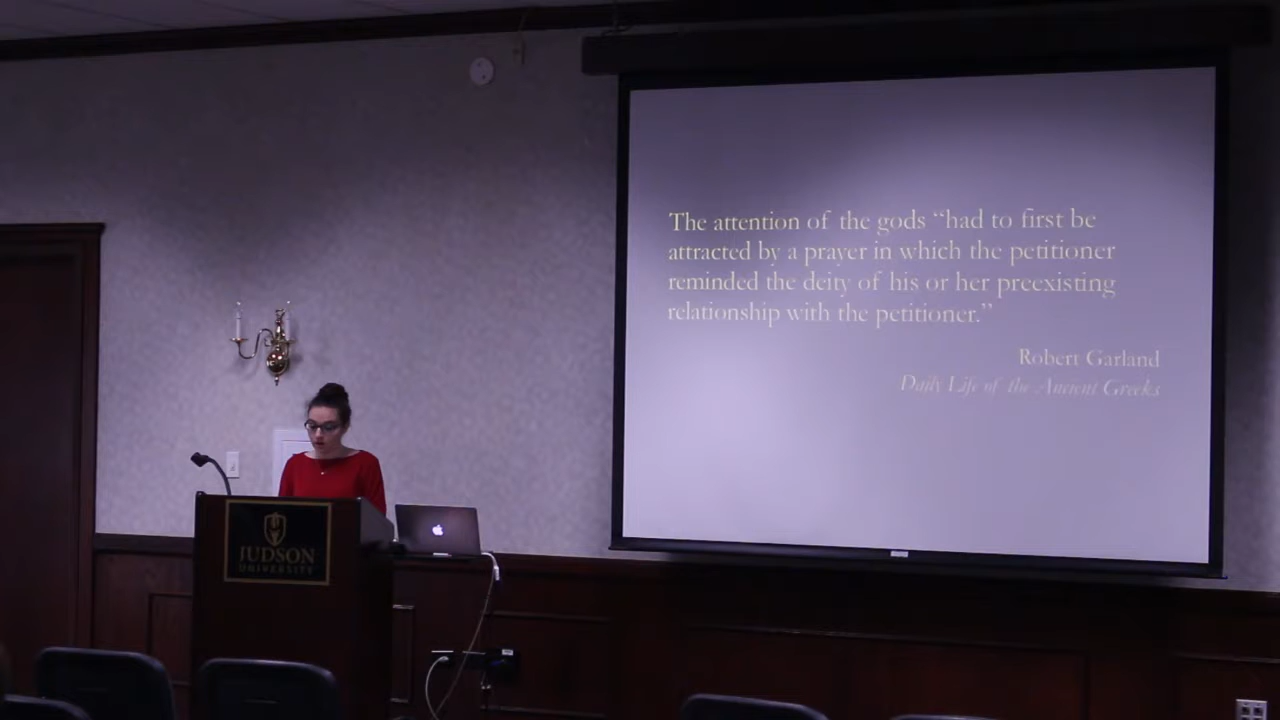 The attention of the gods “had to first be
attracted by a prayer in which the petitioner
reminded the deity of his or her preexisting
relationship with the petitioner.”
Robert Garland
Daily Life of the Ancient Greeks
JUDSON
UNIVERSITY